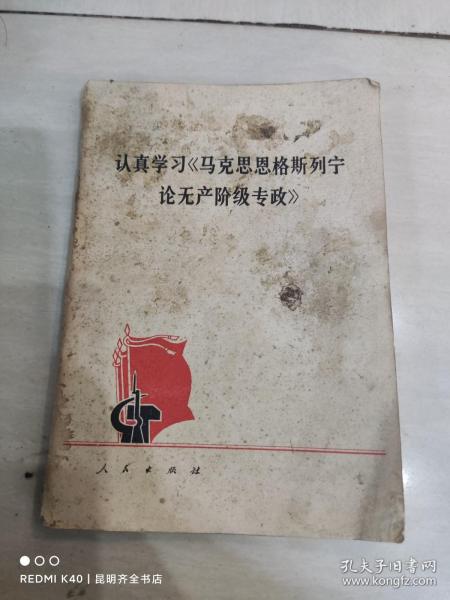 认真学习《马克思恩格斯列宁
论无产阶级专政》
人民出版社
REDMI K40 | 昆明齐全书店
孔夫子旧书网
www.kongfz.com